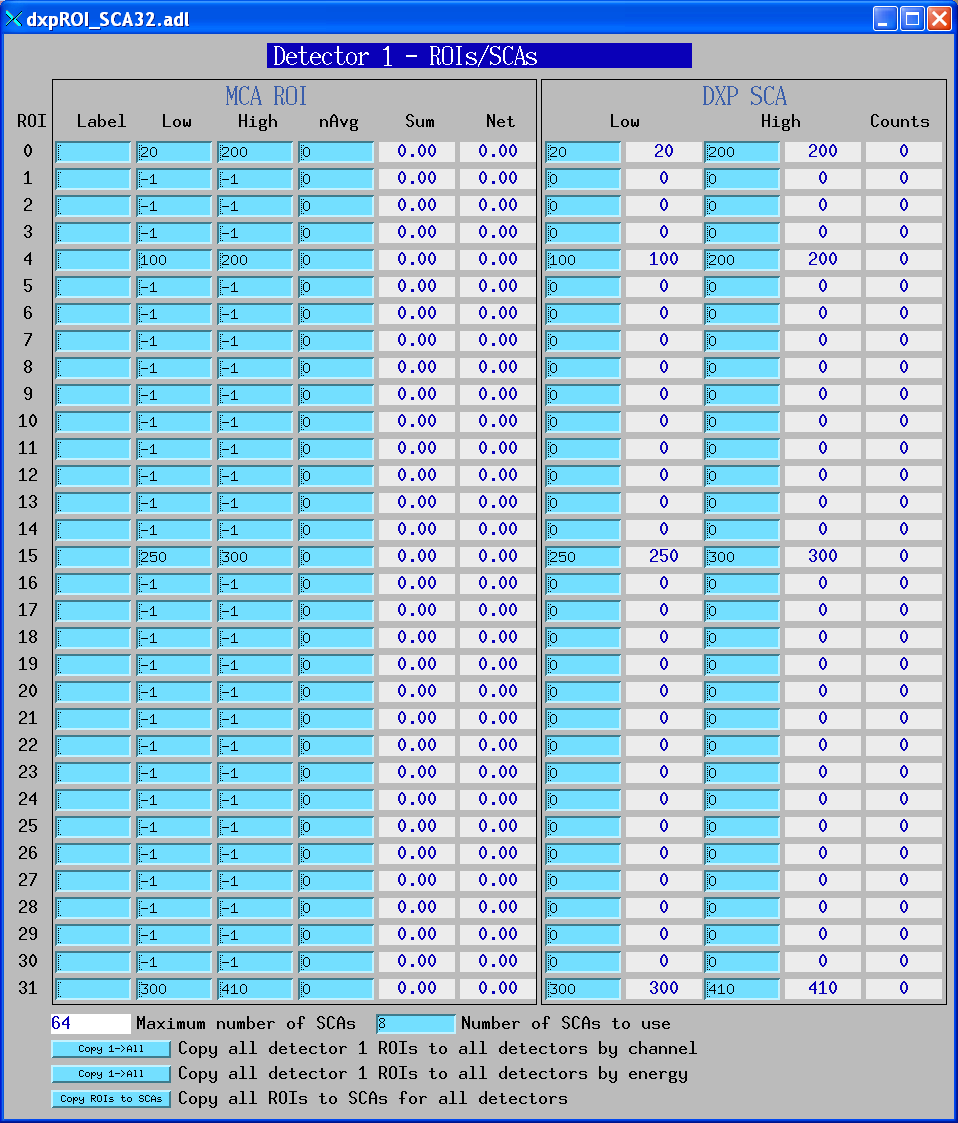 dxpROI_SCA32.adl
Detector 1 - ROIs/SCAs
MCA ROI DXP SCA
ROI Label Low High nAvg Sum Net Low High Counts
0 20 200 0 0.00 0.00 20 20 200 200 0
1 -1 -1 0 0.00 0.00 0 0 0 0 0
2 -1 -1 0 0.00 0.00 0 0 0 0 0
3 -1 -1 0 0.00 0.00 0 0 0 0 0
4 100 200 0 0.00 0.00 100 100 200 200 0
5 -1 -1 0 0.00 0.00 0 0 0 0 0
6 -1 -1 0 0.00 0.00 0 0 0 0 0
7 -1 -1 0 0.00 0.00 0 0 0 0 0
8 -1 -1 0 0.00 0.00 0 0 0 0 0
9 -1 -1 0 0.00 0.00 0 0 0 0 0
10 -1 -1 0 0.00 0.00 0 0 0 0 0
11 -1 -1 0 0.00 0.00 0 0 0 0 0
12 -1 -1 0 0.00 0.00 0 0 0 0 0
13 -1 -1 0 0.00 0.00 0 0 0 0 0
14 -1 -1 0 0.00 0.00 0 0 0 0 0
15 250 300 0 0.00 0.00 250 250 300 300 0
16 -1 -1 0 0.00 0.00 0 0 0 0 0
17 -1 -1 0 0.00 0.00 0 0 0 0 0
18 -1 -1 0 0.00 0.00 0 0 0 0 0
19 -1 -1 0 0.00 0.00 0 0 0 0 0
20 -1 -1 0 0.00 0.00 0 0 0 0 0
21 -1 -1 0 0.00 0.00 0 0 0 0 0
22 -1 -1 0 0.00 0.00 0 0 0 0 0
23 -1 -1 0 0.00 0.00 0 0 0 0 0
24 -1 -1 0 0.00 0.00 0 0 0 0 0
25 -1 -1 0 0.00 0.00 0 0 0 0 0
26 -1 -1 0 0.00 0.00 0 0 0 0 0
27 -1 -1 0 0.00 0.00 0 0 0 0 0
28 -1 -1 0 0.00 0.00 0 0 0 0 0
29 -1 -1 0 0.00 0.00 0 0 0 0 0
30 -1 -1 0 0.00 0.00 0 0 0 0 0
31 300 410 0 0.00 0.00 300 300 410 410 0
64 Maximum number of SCAs 8 Number of SCAs to use
Copy 1->All Copy all detector 1 ROIs to all detectors by channel
Copy 1->All Copy all detector 1 ROIs to all detectors by energy
Copy ROIs to SCAs Copy all ROIs to SCAs for all detectors